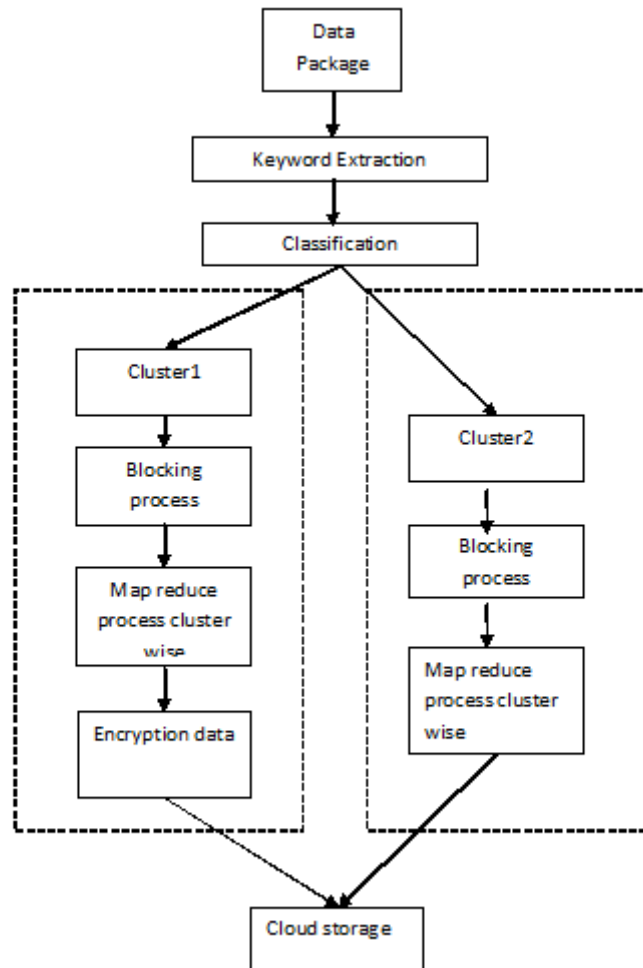 Data
Package
Keyword Extraction
Classification
Cluster1
Blocking
process
Map reduce
process cluster
wise
Encryption data
Cluster2
Blocking
process
Map reduce
process cluster
wise
Cloud storage